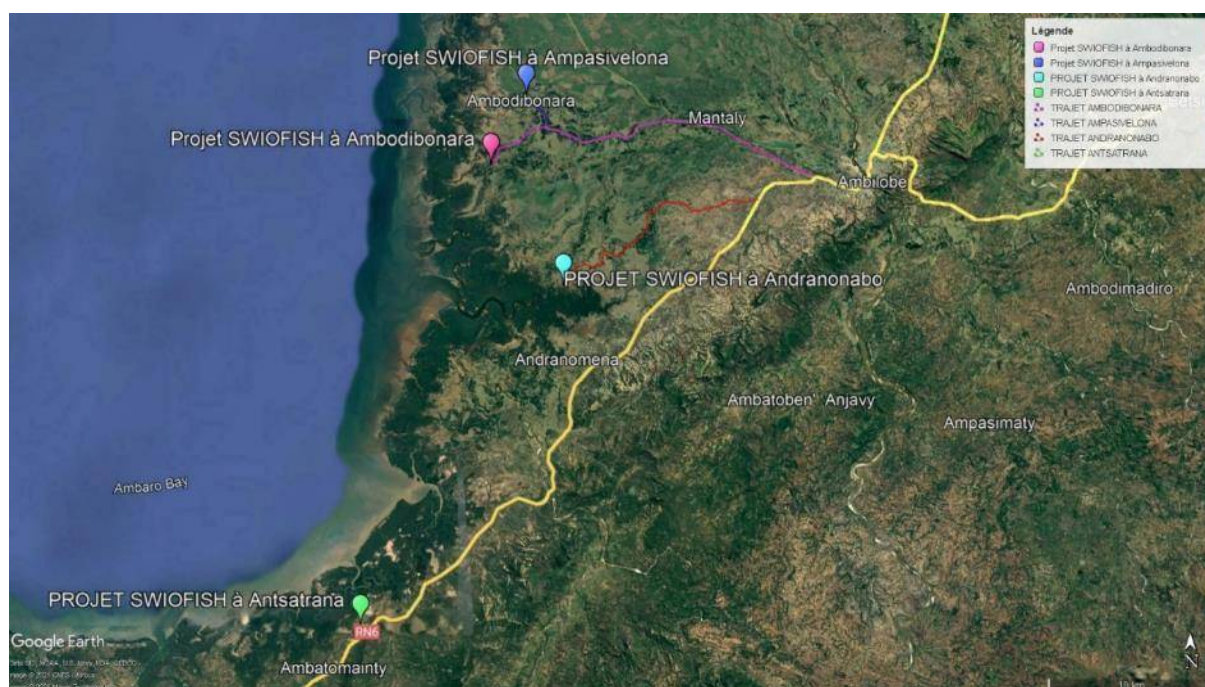 Légende
Projet SWIOFISH à Ambodibonara
Projet SWIOFISH à Ampasivelona
PROJET SWIOFISH à Andranonabo
PROJET SWIOFISH à Antsatrana
TRAJET AMBODIBONARA
TRAJET AMPASIVELONA
TRAJET ANDRANONABO
TRAJET ANTSATRANA
Projet SWIOFISH à Ampasivelona
Ambodibonara
Mantaly
Projet SWIOFISH à Ambodibonara
Ambilobe
PROJET SWIOFISH à Andranonabo
Ambodimadiro
Andranomena
Ambatoben' Anjavy
Ampasimaty
Ambaro Bay
PROJET SWIOFISH à Antsatrana
RN6
Google Earth
Ambatomainty
N